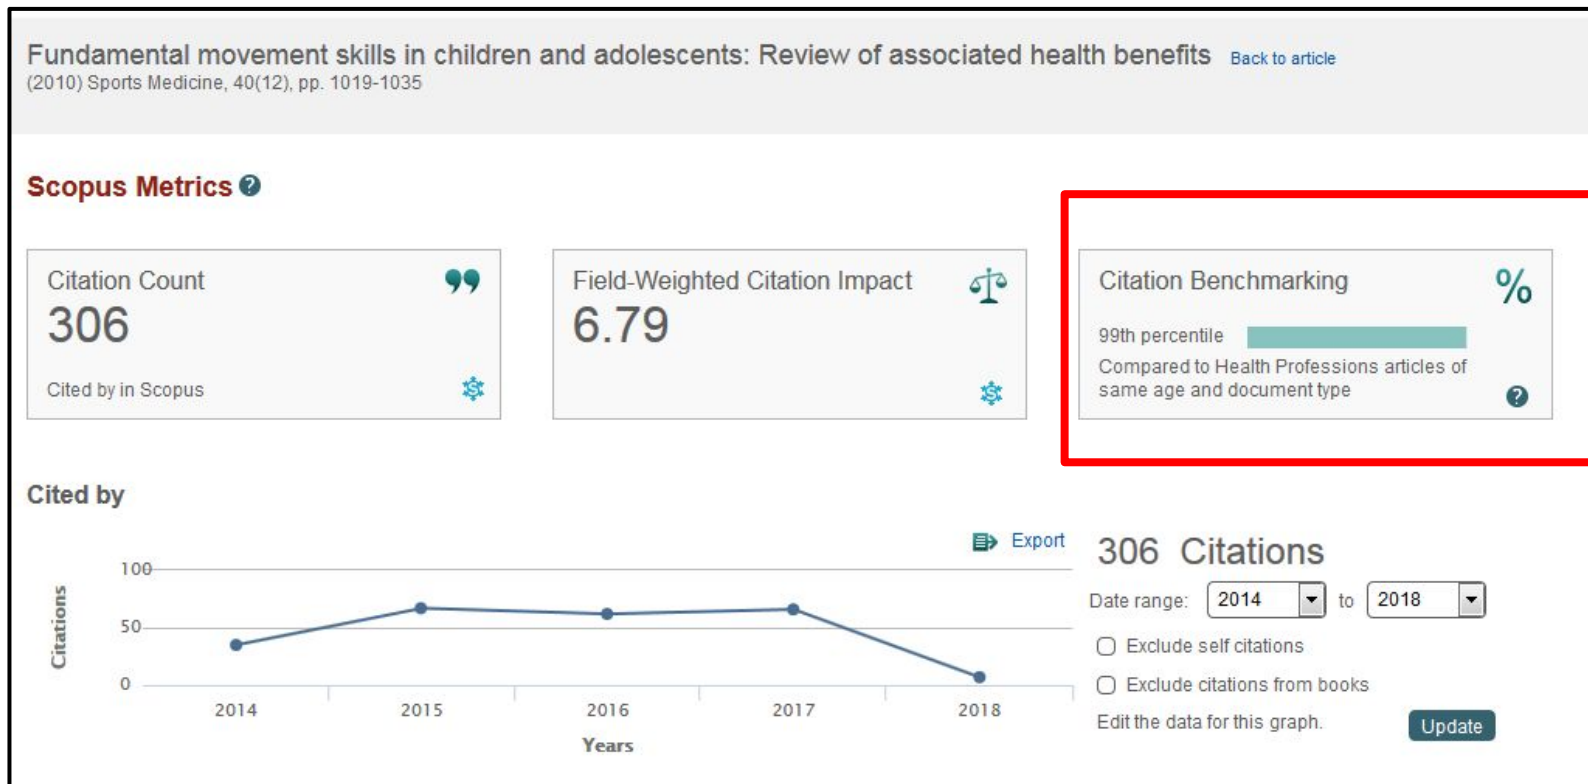 Fundamental movement skills in children and adolescents: Review of associated health benefits Back to article
(2010) Sports Medicine, 40(12), pp. 1019-1035
Scopus Metrics ?
Citation Count
306
Cited by in Scopus
Field-Weighted Citation Impact
6.79
Citation Benchmarking %
99th percentile
Compared to Health Professions articles of
same age and document type ?
Cited by
Export
100
50
0
Citations
2014 2015 2016 2017 2018
Years
306 Citations
Date range: 2014 to 2018
Exclude self citations
Exclude citations from books
Edit the data for this graph. Update